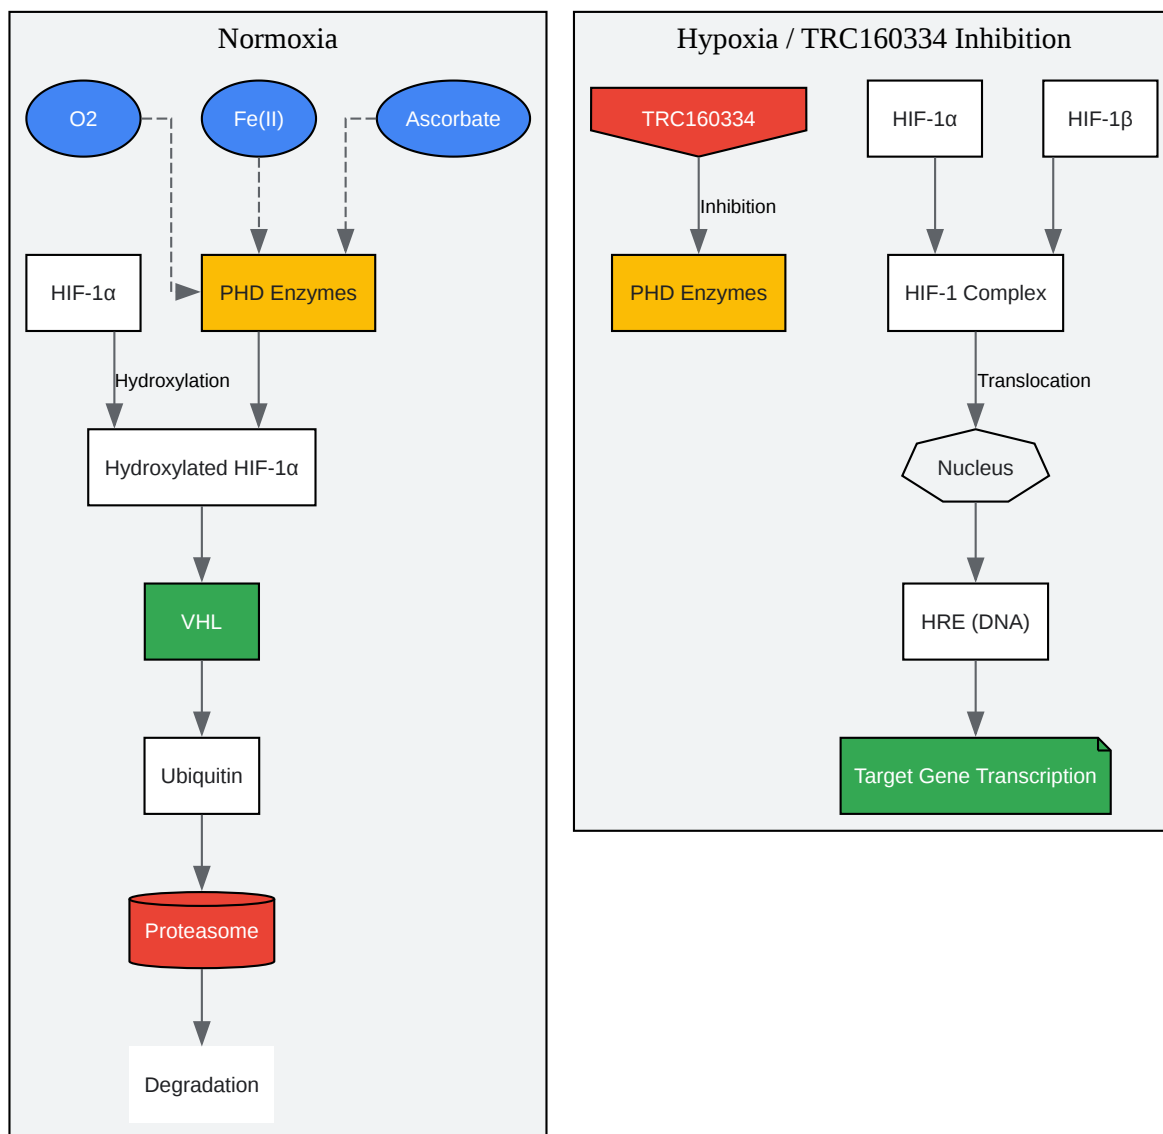 Normoxia
O2
Fe(II)
Ascorbate
HIF-1α
PHD Enzymes
Hydroxylation
Hydroxylated HIF-1α
VHL
Ubiquitin
Proteasome
Degradation
Hypoxia / TRC160334 Inhibition
TRC160334
HIF-1α
HIF-1β
Inhibition
PHD Enzymes
HIF-1 Complex
Translocation
Nucleus
HRE (DNA)
Target Gene Transcription